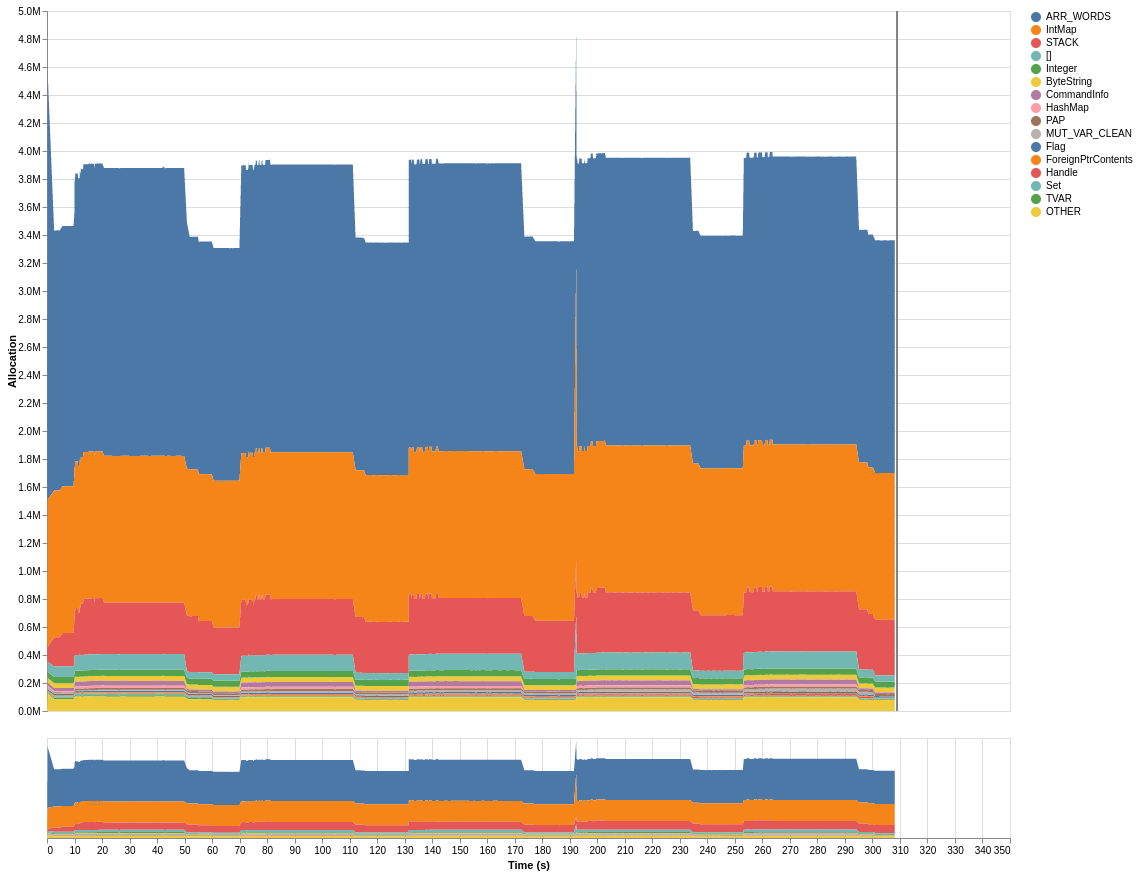 5.0M
4.8M
4.6M
4.4M
4.2M
4.0M
3.8M
3.6M
3.4M
3.2M
3.0M
2.8M
2.6M
2.4M
2.2M
2.0M
1.8M
1.6M
1.4M
1.2M
1.0M
0.8M
0.6M
0.4M
0.2M
0.0M
Allocation
ARR_WORDS
IntMap
STACK
[]
Integer
ByteString
CommandInfo
HashMap
PAP
MUT_VAR_CLEAN
Flag
ForeignPtrContents
Handle
Set
TVAR
OTHER
0 10 20 30 40 50 60 70 80 90 100 110 120 130 140 150 160 170 180 190 200 210 220 230 240 250 260 270 280 290 300 310 320 330 340 350
Time (s)